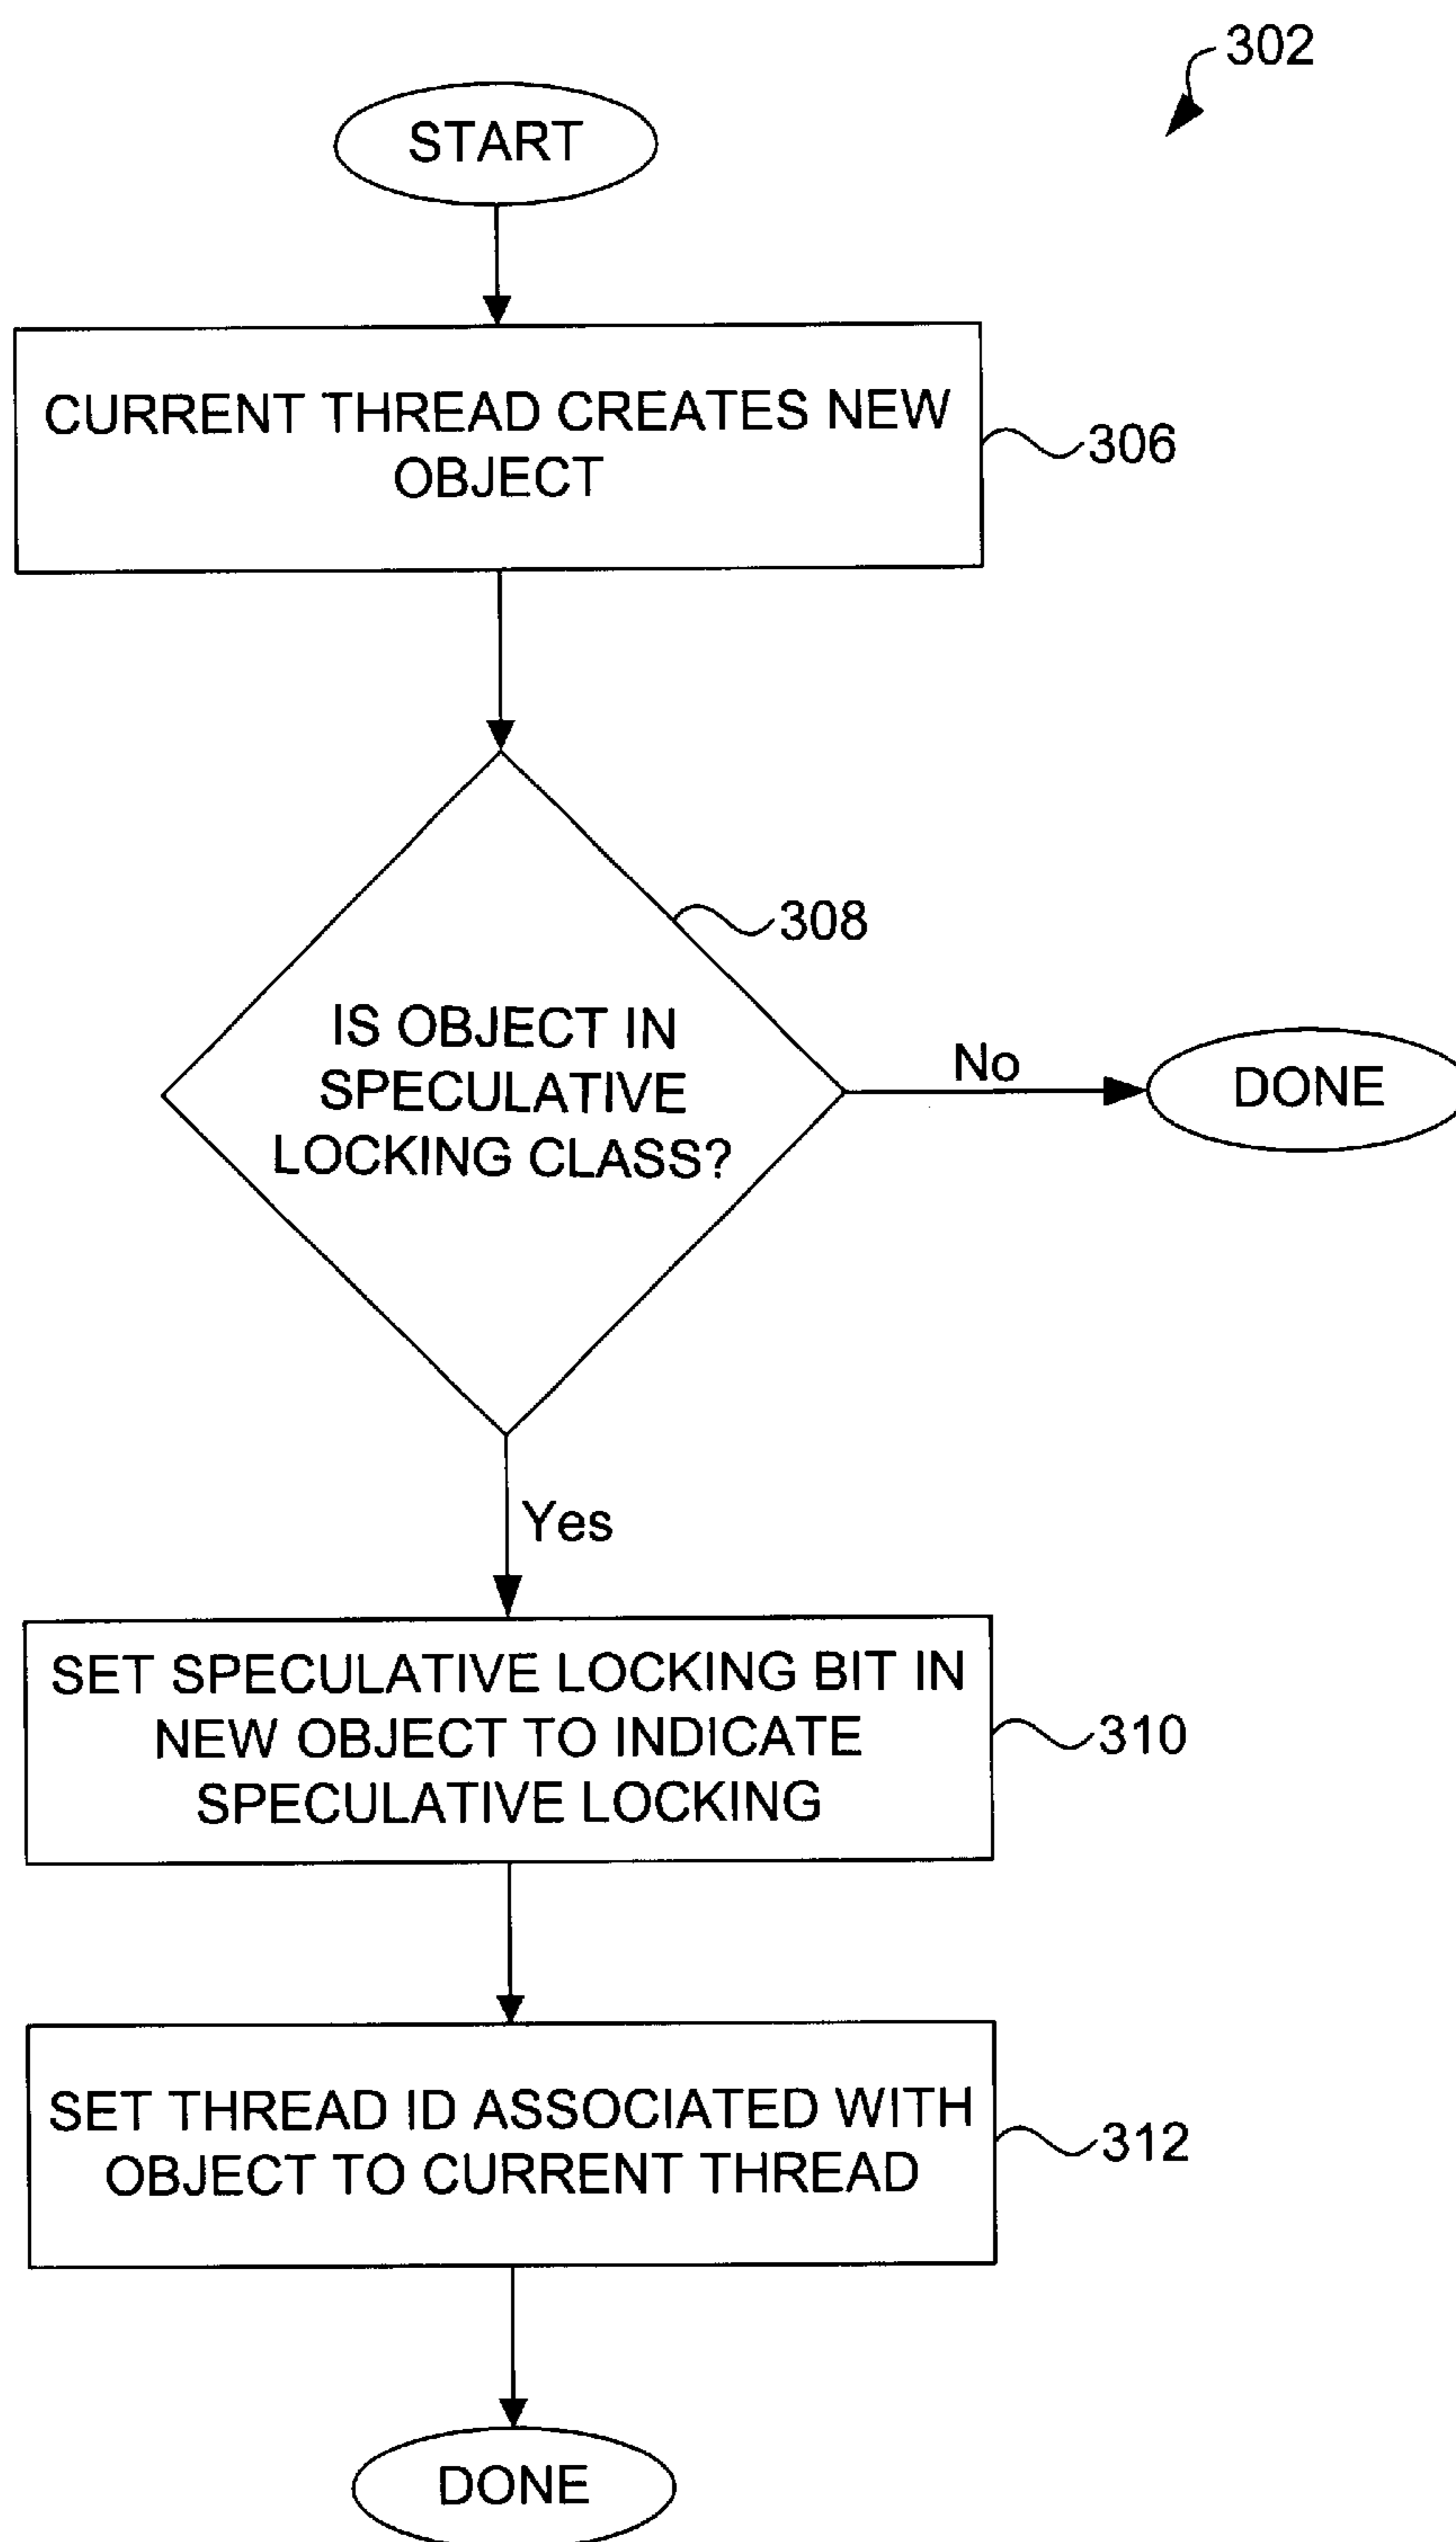 302
START
CURRENT THREAD CREATES NEW
OBJECT
306
308
IS OBJECT IN
SPECULATIVE
LOCKING CLASS?
No
DONE
Yes
SET SPECULATIVE LOCKING BIT IN
NEW OBJECT TO INDICATE
SPECULATIVE LOCKING
310
SET THREAD ID ASSOCIATED WITH
OBJECT TO CURRENT THREAD
312
DONE